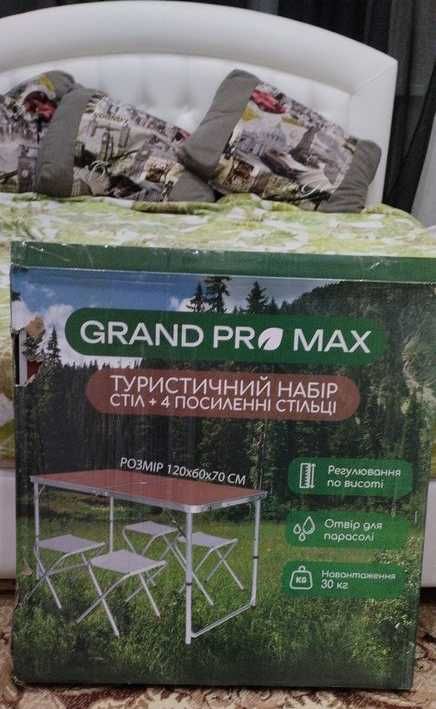 GRAND PRO MAX
ТУРИСТИЧНИЙ НАБІР
СТІЛ + 4 ПОСИЛЕННІ СТІЛЬЦІ
РОЗМІР 120х60х70 СМ
Регулювання
по висоті
Отвір для
парасолі
KG
Навантаження
30 кг